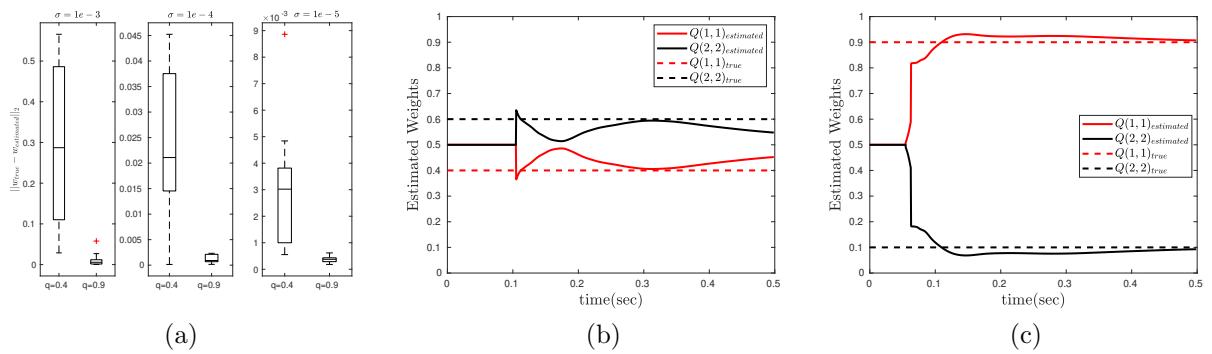 σ = 1e − 3
σ = 1e − 4
σ = 1e − 5
×10⁻³
||w_true − w_estimated||₂
0.5
0.4
0.3
0.2
0.1
0
q=0.4 q=0.9
0.045
0.04
0.035
0.03
0.025
0.02
0.015
0.01
0.005
0
q=0.4 q=0.9
9
8
7
6
5
4
3
2
1
0
q=0.4 q=0.9
(a)
Estimated Weights
1
0.9
0.8
0.7
0.6
0.5
0.4
0.3
0.2
0.1
0
0 0.1 0.2 0.3 0.4 0.5
time(sec)
Q(1, 1)_estimated
Q(2, 2)_estimated
Q(1, 1)_true
Q(2, 2)_true
(b)
Estimated Weights
1
0.9
0.8
0.7
0.6
0.5
0.4
0.3
0.2
0.1
0
0 0.1 0.2 0.3 0.4 0.5
time(sec)
Q(1, 1)_estimated
Q(2, 2)_estimated
Q(1, 1)_true
Q(2, 2)_true
(c)